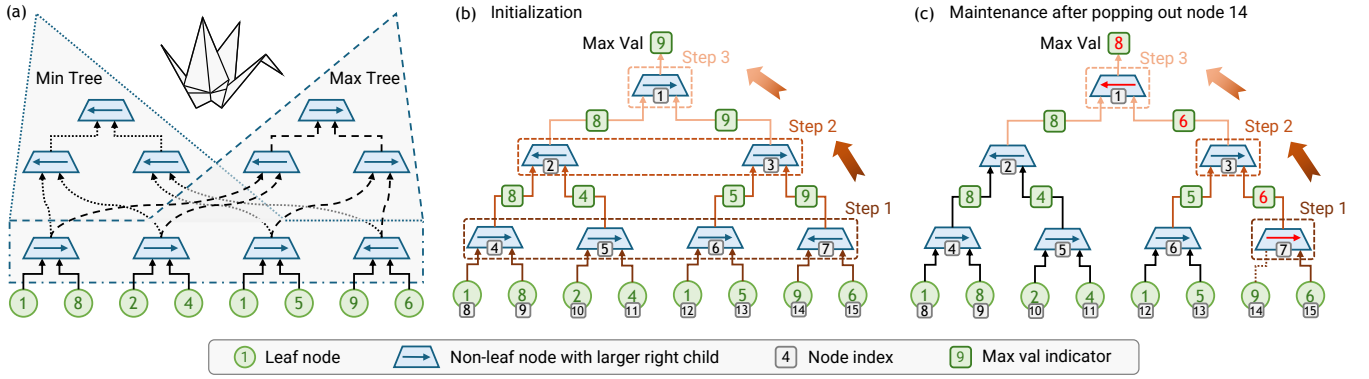 (a)
Min Tree
Max Tree
1 8 2 4 1 5 9 6
(b) Initialization
Max Val 9
Step 3
1
8 9
Step 2
2 3
8 4 5 9
Step 1
4 5 6 7
1 8 2 4 1 5 9 6
8 9 10 11 12 13 14 15
(c) Maintenance after popping out node 14
Max Val 8
Step 3
1
8 6
Step 2
2 3
8 4 5 6
Step 1
4 5 6 7
1 8 2 4 1 5 9 6
8 9 10 11 12 13 14 15
1 Leaf node
Non-leaf node with larger right child
4 Node index
9 Max val indicator